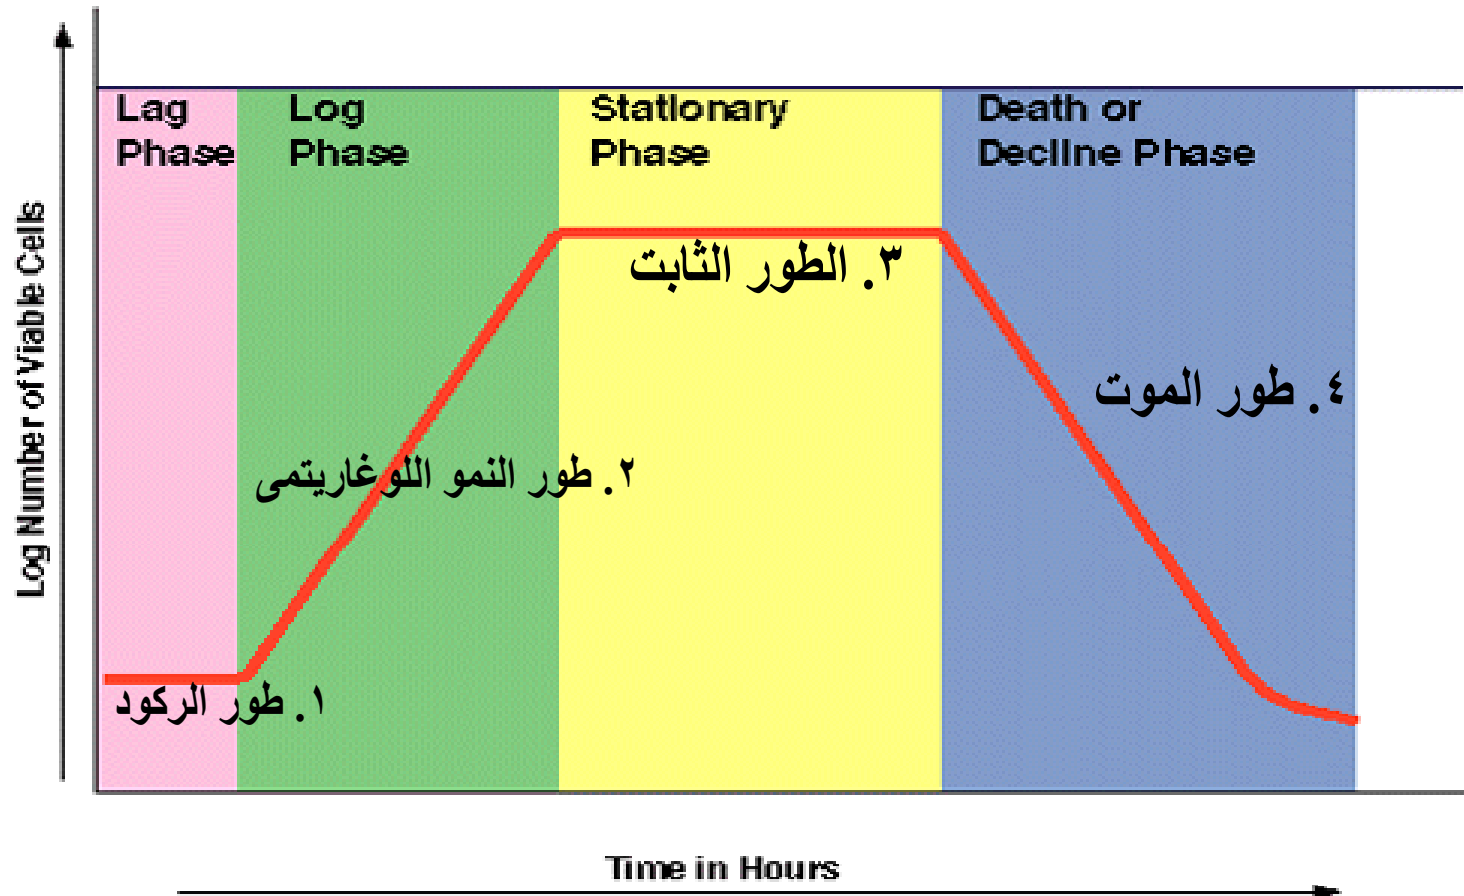 Lag
Phase
Log
Phase
Stationary
Phase
Death or
Decline Phase
٣. الطور الثابت
٤. طور الموت
٢. طور النمو اللوغاريتمى
١. طور الركود
Log Number of Viable Cells
Time in Hours